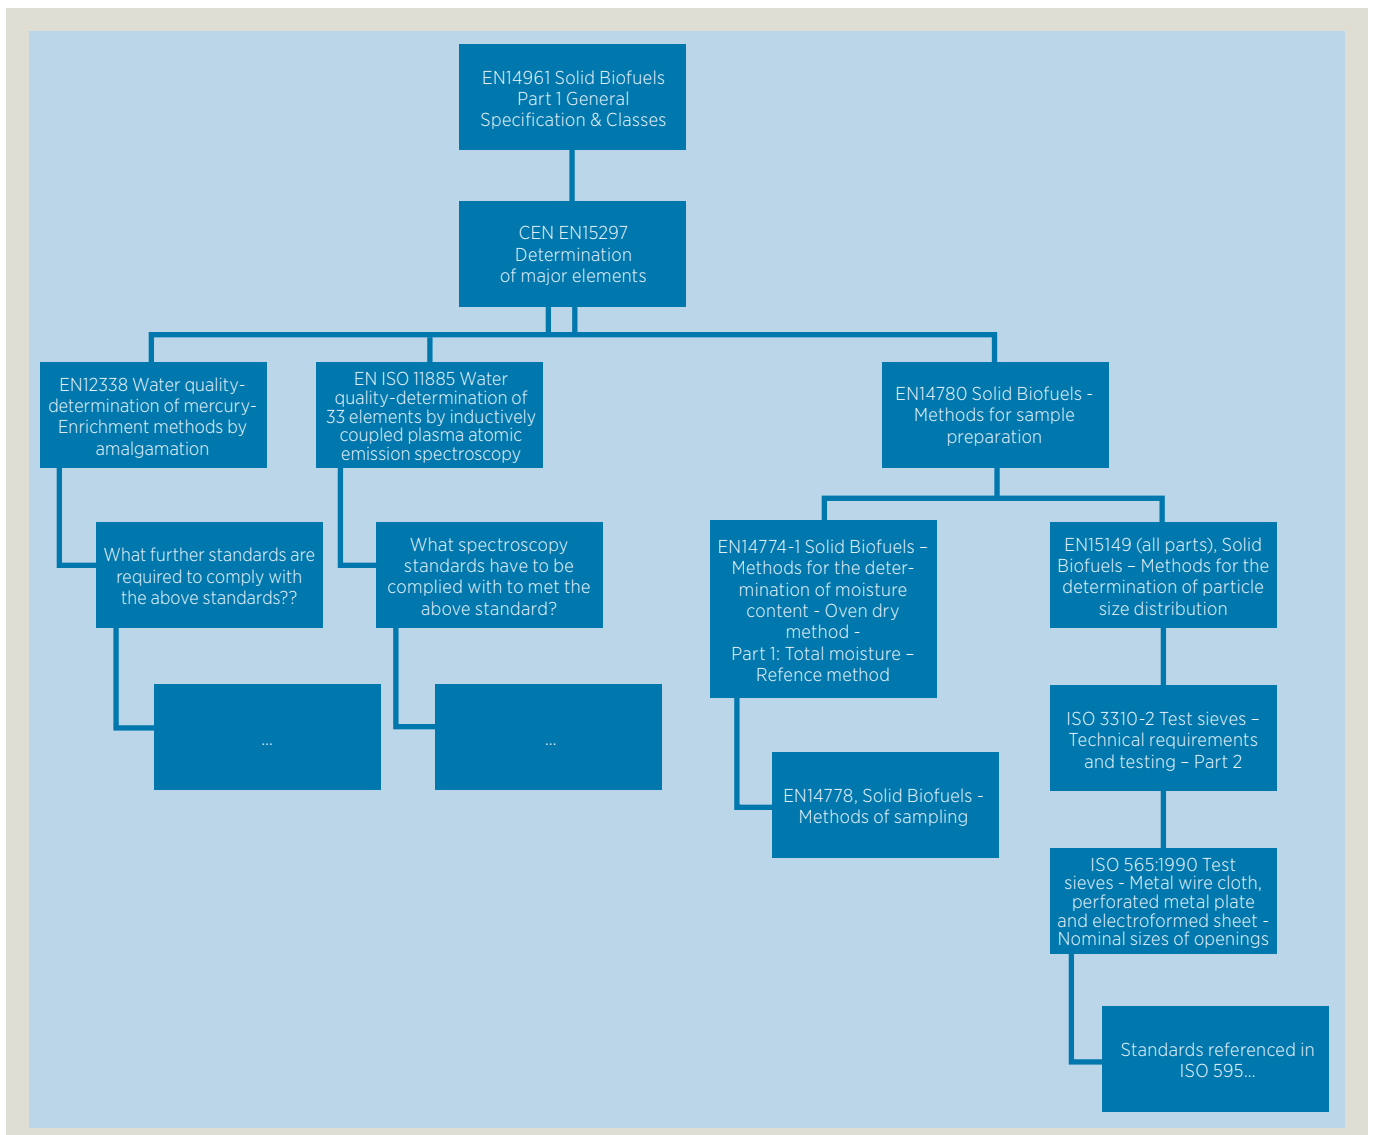 EN14961 Solid Biofuels
Part 1 General
Specification & Classes
CEN EN15297
Determination
of major elements
EN12338 Water quality-
determination of mercury-
Enrichment methods by
amalgamation
EN ISO 11885 Water
quality-determination of
33 elements by inductively
coupled plasma atomic
emission spectroscopy
EN14780 Solid Biofuels -
Methods for sample
preparation
What further standards are
required to comply with
the above standards??
What spectroscopy
standards have to be
complied with to met the
above standard?
EN14774-1 Solid Biofuels –
Methods for the deter-
mination of moisture
content - Oven dry
method -
Part 1: Total moisture –
Refence method
EN15149 (all parts), Solid
Biofuels – Methods for the
determination of particle
size distribution
...
...
EN14778, Solid Biofuels -
Methods of sampling
ISO 3310-2 Test sieves –
Technical requirements
and testing – Part 2
ISO 565:1990 Test
sieves - Metal wire cloth,
perforated metal plate
and electroformed sheet -
Nominal sizes of openings
Standards referenced in
ISO 595...